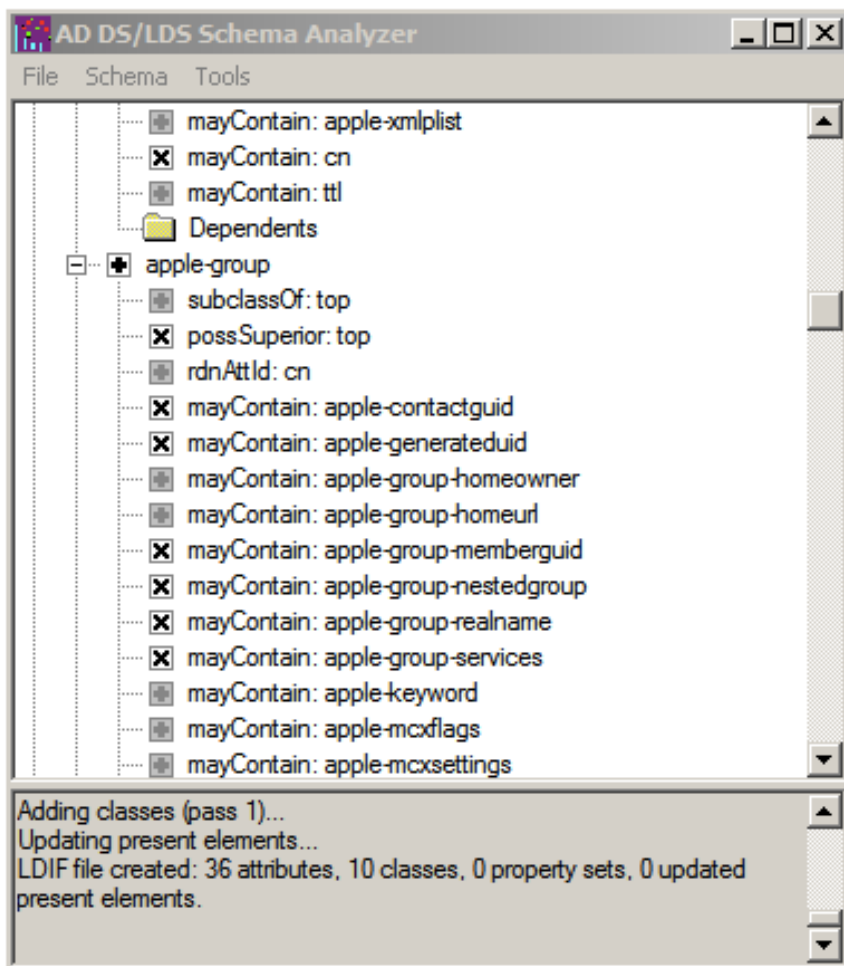 AD DS/LDS Schema Analyzer
File Schema Tools
mayContain: apple-xmlplist
mayContain: cn
mayContain: ttl
Dependents
apple-group
subclassOf: top
possSuperior: top
rdnAttId: cn
mayContain: apple-contactguid
mayContain: apple-generateduid
mayContain: apple-group-homeowner
mayContain: apple-group-homeurl
mayContain: apple-group-memberguid
mayContain: apple-group-nestedgroup
mayContain: apple-group-realname
mayContain: apple-group-services
mayContain: apple-keyword
mayContain: apple-mcxflags
mayContain: apple-mcxsettings
Adding classes (pass 1)...
Updating present elements...
LDIF file created: 36 attributes, 10 classes, 0 property sets, 0 updated
present elements.